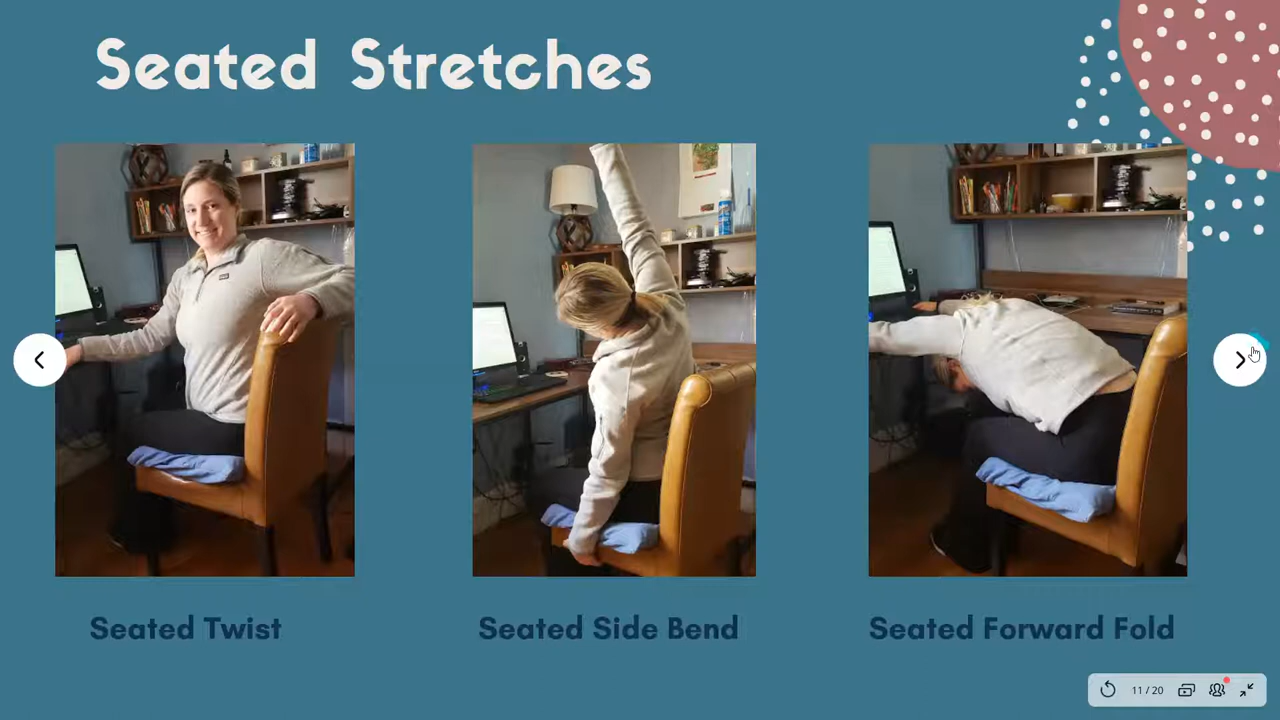 Seated Stretches
Seated Twist
Seated Side Bend
Seated Forward Fold
11 / 20